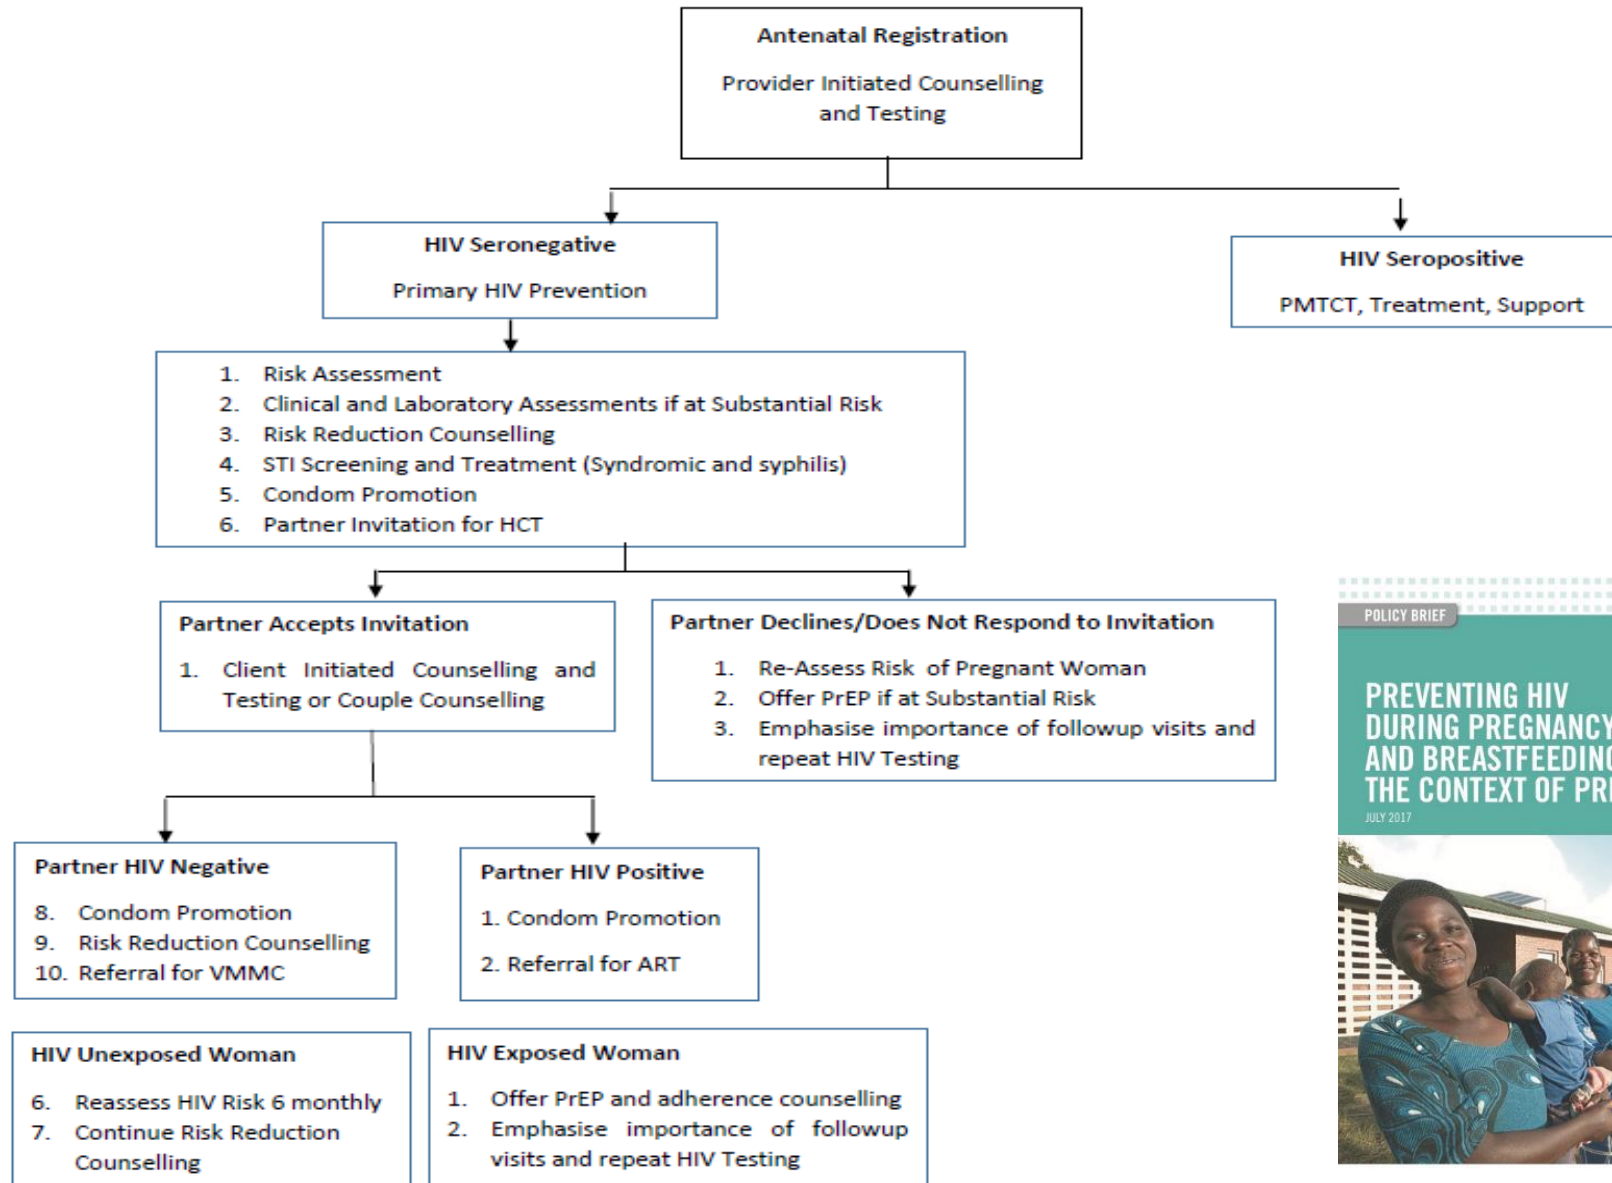 Antenatal Registration
Provider Initiated Counselling
and Testing
HIV Seronegative
Primary HIV Prevention
HIV Seropositive
PMTCT, Treatment, Support
1. Risk Assessment
2. Clinical and Laboratory Assessments if at Substantial Risk
3. Risk Reduction Counselling
4. STI Screening and Treatment (Syndromic and syphilis)
5. Condom Promotion
6. Partner Invitation for HCT
Partner Accepts Invitation
1. Client Initiated Counselling and
Testing or Couple Counselling
Partner Declines/Does Not Respond to Invitation
1. Re-Assess Risk of Pregnant Woman
2. Offer PrEP if at Substantial Risk
3. Emphasise importance of followup visits and
repeat HIV Testing
Partner HIV Negative
8. Condom Promotion
9. Risk Reduction Counselling
10. Referral for VMMC
Partner HIV Positive
1. Condom Promotion
2. Referral for ART
HIV Unexposed Woman
6. Reassess HIV Risk 6 monthly
7. Continue Risk Reduction
Counselling
HIV Exposed Woman
1. Offer PrEP and adherence counselling
2. Emphasise importance of followup
visits and repeat HIV Testing
POLICY BRIEF
PREVENTING HIV
DURING PREGNANCY
AND BREASTFEEDING
THE CONTEXT OF
JULY 2017